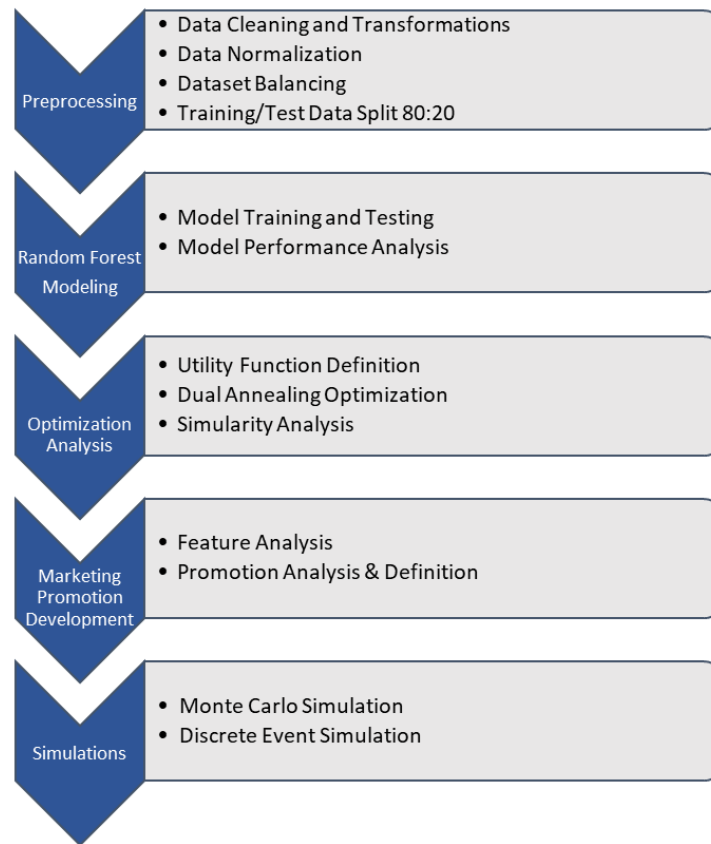 Preprocessing
• Data Cleaning and Transformations
• Data Normalization
• Dataset Balancing
• Training/Test Data Split 80:20
Random Forest
Modeling
• Model Training and Testing
• Model Performance Analysis
Optimization
Analysis
• Utility Function Definition
• Dual Annealing Optimization
• Simularity Analysis
Marketing
Promotion
Development
• Feature Analysis
• Promotion Analysis & Definition
Simulations
• Monte Carlo Simulation
• Discrete Event Simulation